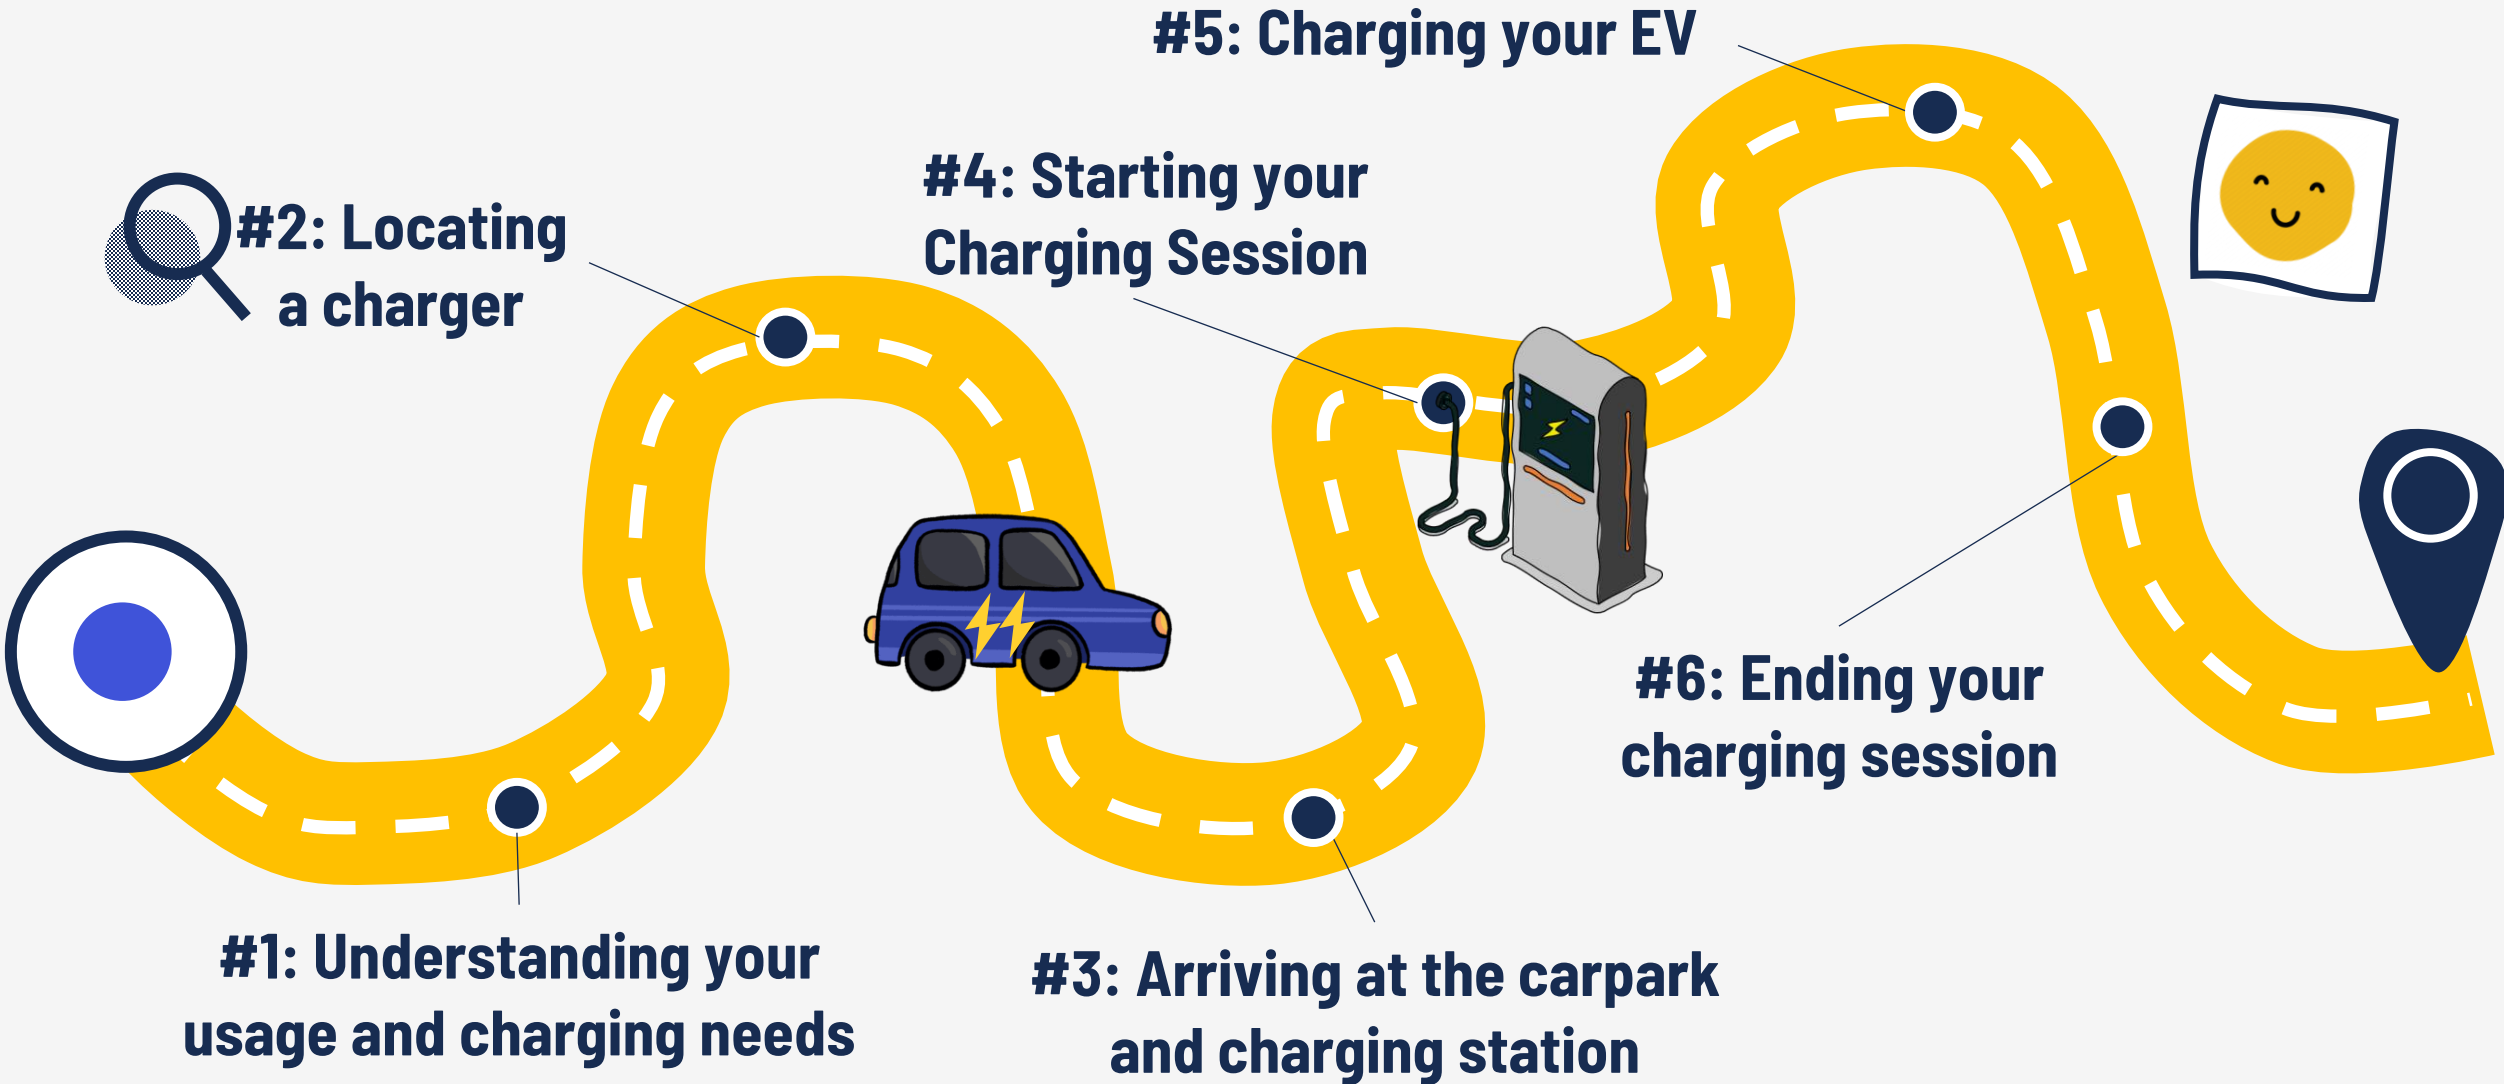 #1: Understanding your
usage and charging needs
#2: Locating
a charger
#3: Arriving at the carpark
and charging station
#4: Starting your
Charging Session
#5: Charging your EV
#6: Ending your
charging session